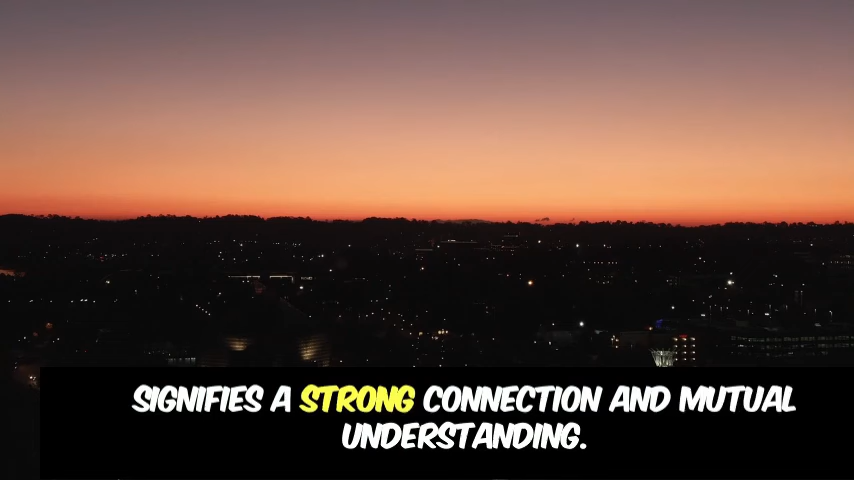 SIGNIFIES A STRONG CONNECTION AND MUTUAL
UNDERSTANDING.